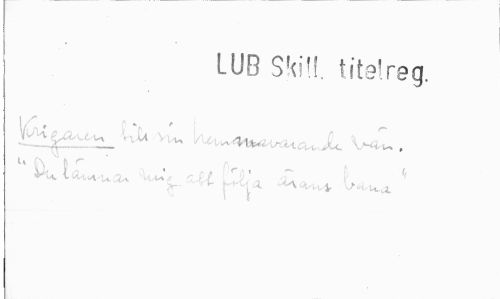 LUB Skill. titelreg.
Krigaren till sin hemmavarande vän.
"Du lämnar mig att följa ärans bana"